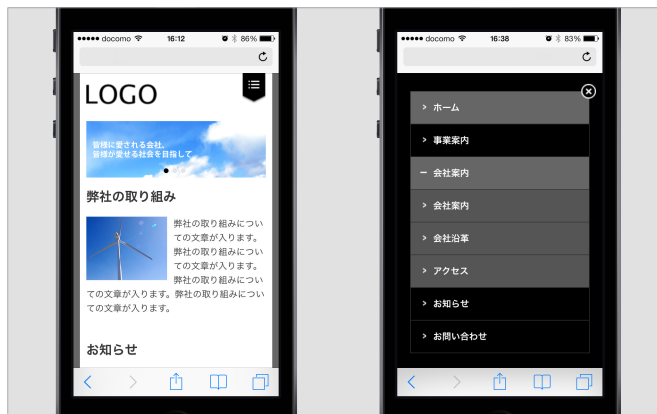 docomo 16:12 86%
LOGO
皆様に愛される会社、
皆様が愛せる社会を目指して
弊社の取り組み
弊社の取り組みについ
ての文章が入ります。
弊社の取り組みについ
ての文章が入ります。
弊社の取り組みについ
ての文章が入ります。弊社の取り組みについ
ての文章が入ります。
お知らせ
docomo 16:38 83%
ホーム
事業案内
会社案内
会社案内
会社沿革
アクセス
お知らせ
お問い合わせ